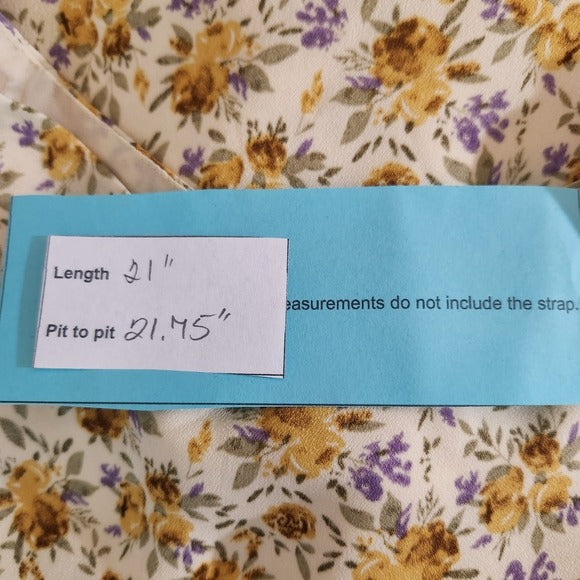 Length 21"
easurements do not include the strap.
Pit to pit 21.75"